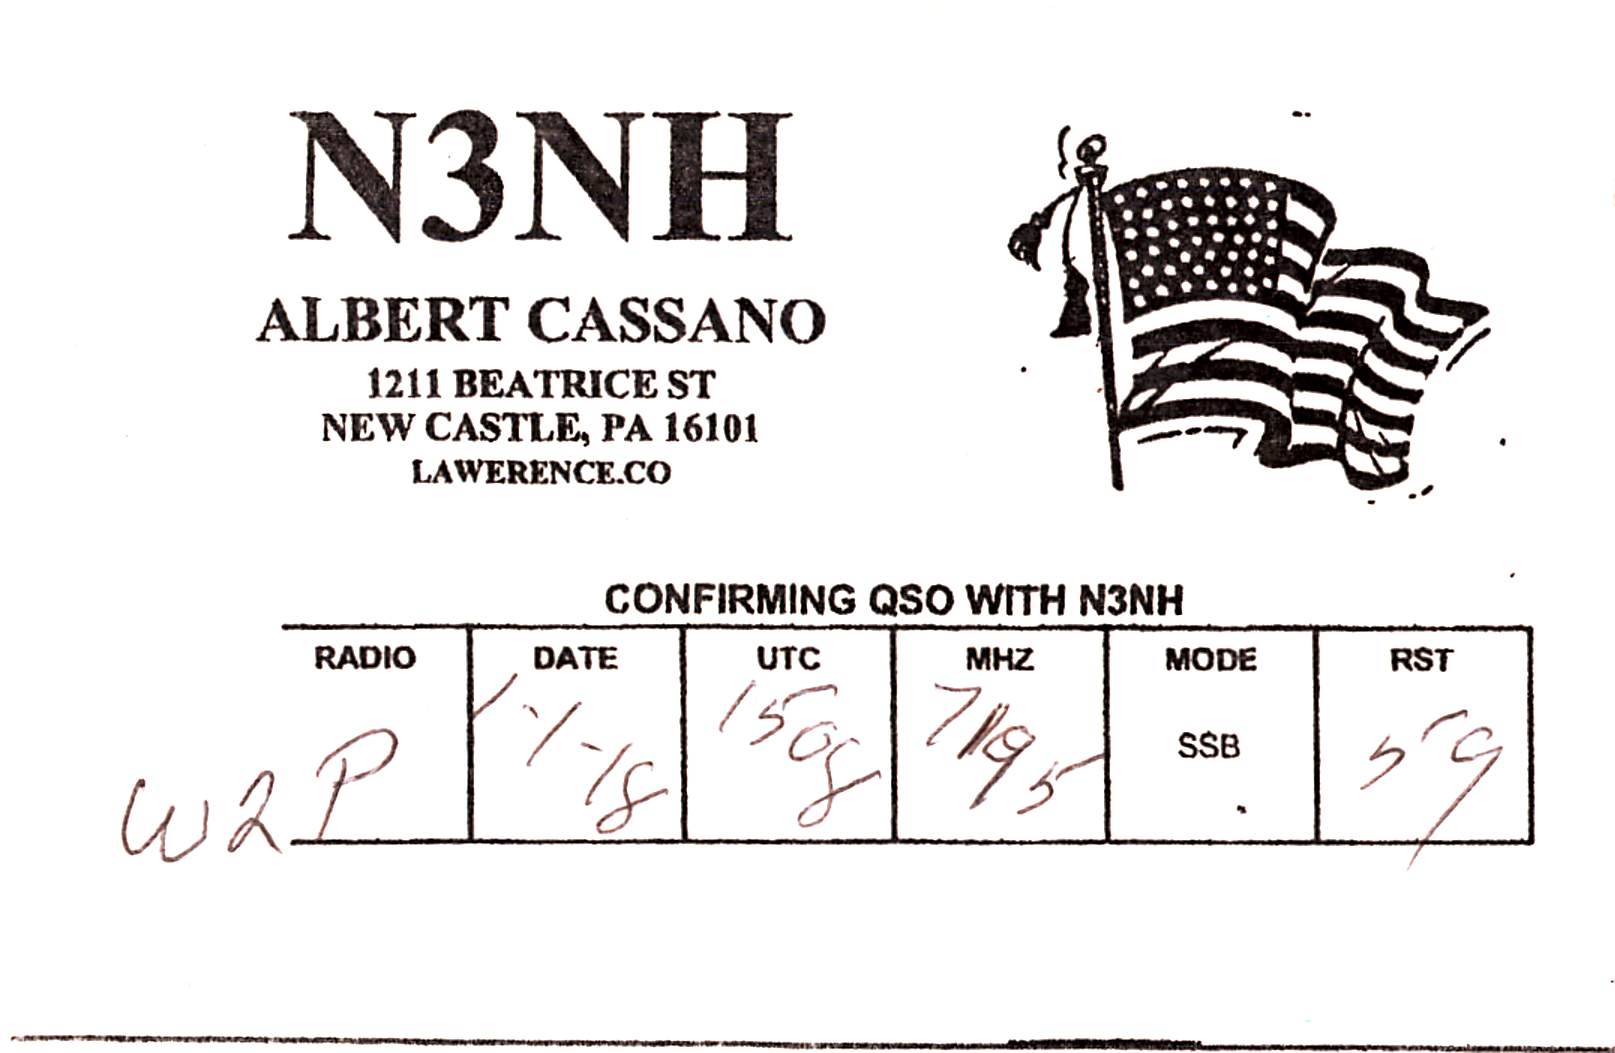 N3NH
ALBERT CASSANO
1211 BEATRICE ST
NEW CASTLE, PA 16101
LAWERENCE.CO
CONFIRMING QSO WITH N3NH
RADIO DATE UTC MHZ MODE RST
W2P 1-1-18 1508 7195 SSB 59